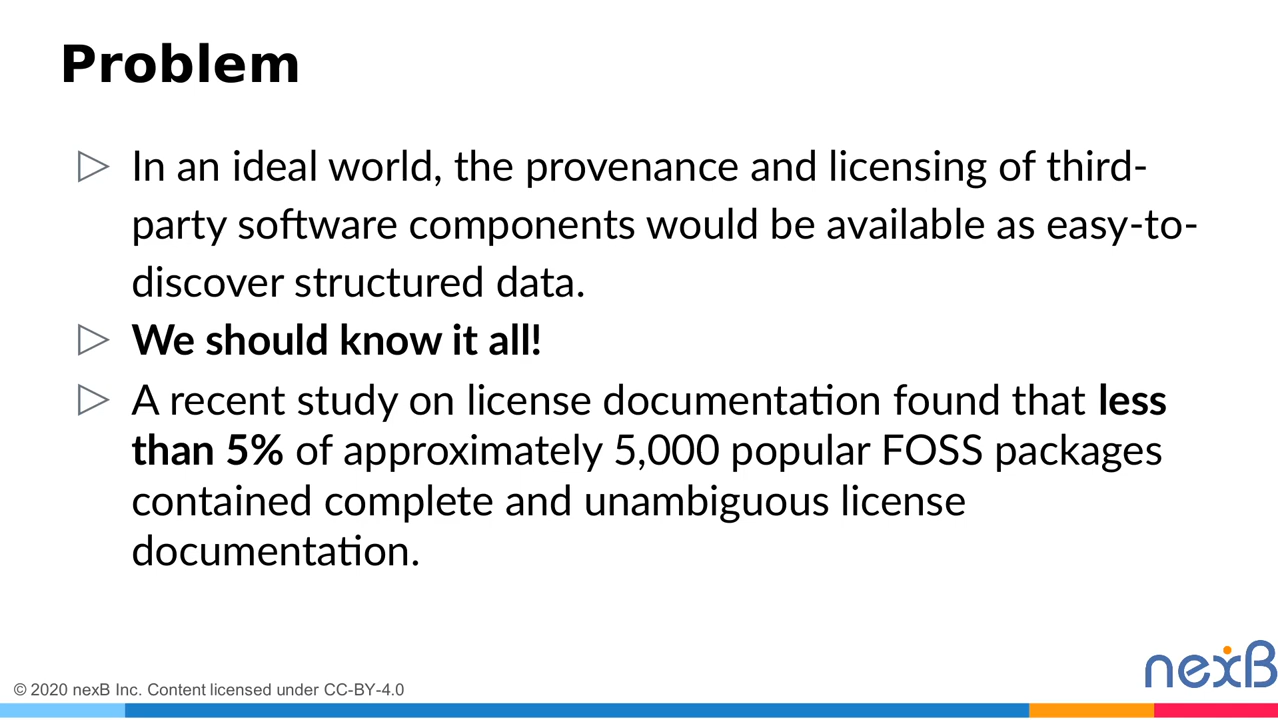 Problem
In an ideal world, the provenance and licensing of third-
party software components would be available as easy-to-
discover structured data.
We should know it all!
A recent study on license documentation found that less
than 5% of approximately 5,000 popular FOSS packages
contained complete and unambiguous license
documentation.
nexB
© 2020 nexB Inc. Content licensed under CC-BY-4.0